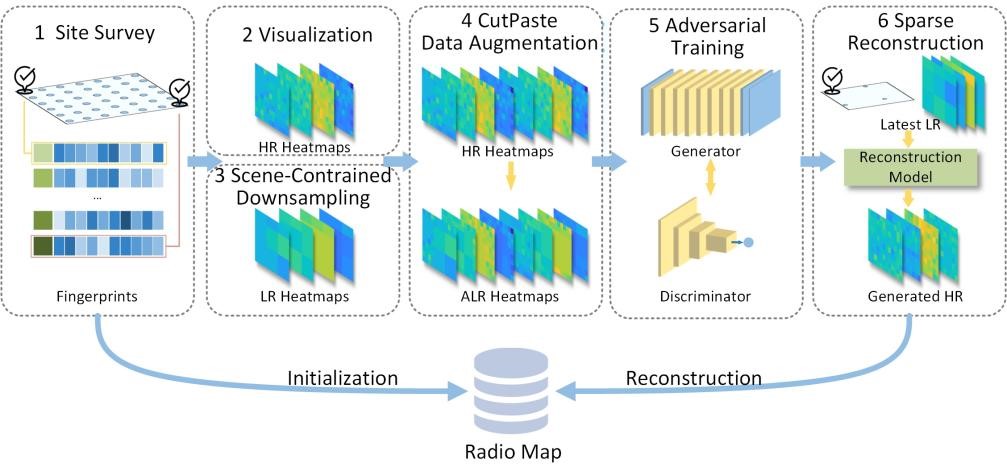 1 Site Survey
...
Fingerprints
2 Visualization
HR Heatmaps
3 Scene-Contrained
Downsampling
LR Heatmaps
4 CutPaste
Data Augmentation
HR Heatmaps
ALR Heatmaps
5 Adversarial
Training
Generator
Discriminator
6 Sparse
Reconstruction
Latest LR
Reconstruction
Model
Generated HR
Initialization
Reconstruction
Radio Map